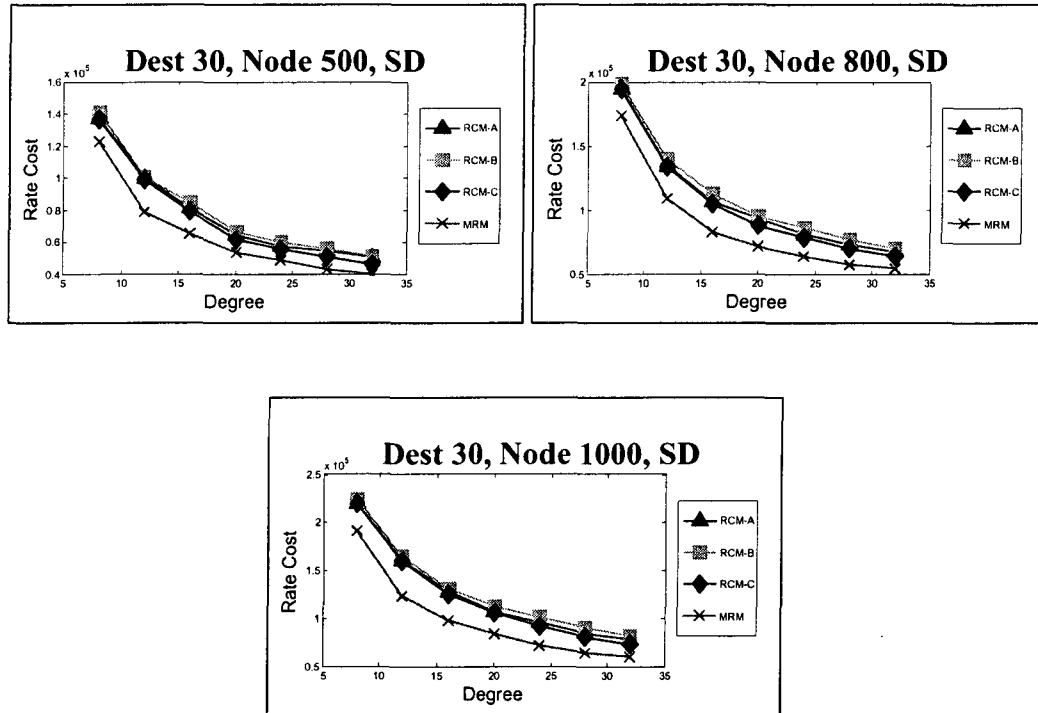 Dest 30, Node 500, SD
x 10^5
1.6
1.4
1.2
1
0.8
0.6
0.4
5 10 15 20 25 30 35
Rate Cost
Degree
RCM-A
RCM-B
RCM-C
MRM
Dest 30, Node 800, SD
x 10^5
2
1.5
1
0.5
5 10 15 20 25 30 35
Rate Cost
Degree
RCM-A
RCM-B
RCM-C
MRM
Dest 30, Node 1000, SD
x 10^5
2.5
2
1.5
1
0.5
5 10 15 20 25 30 35
Rate Cost
Degree
RCM-A
RCM-B
RCM-C
MRM